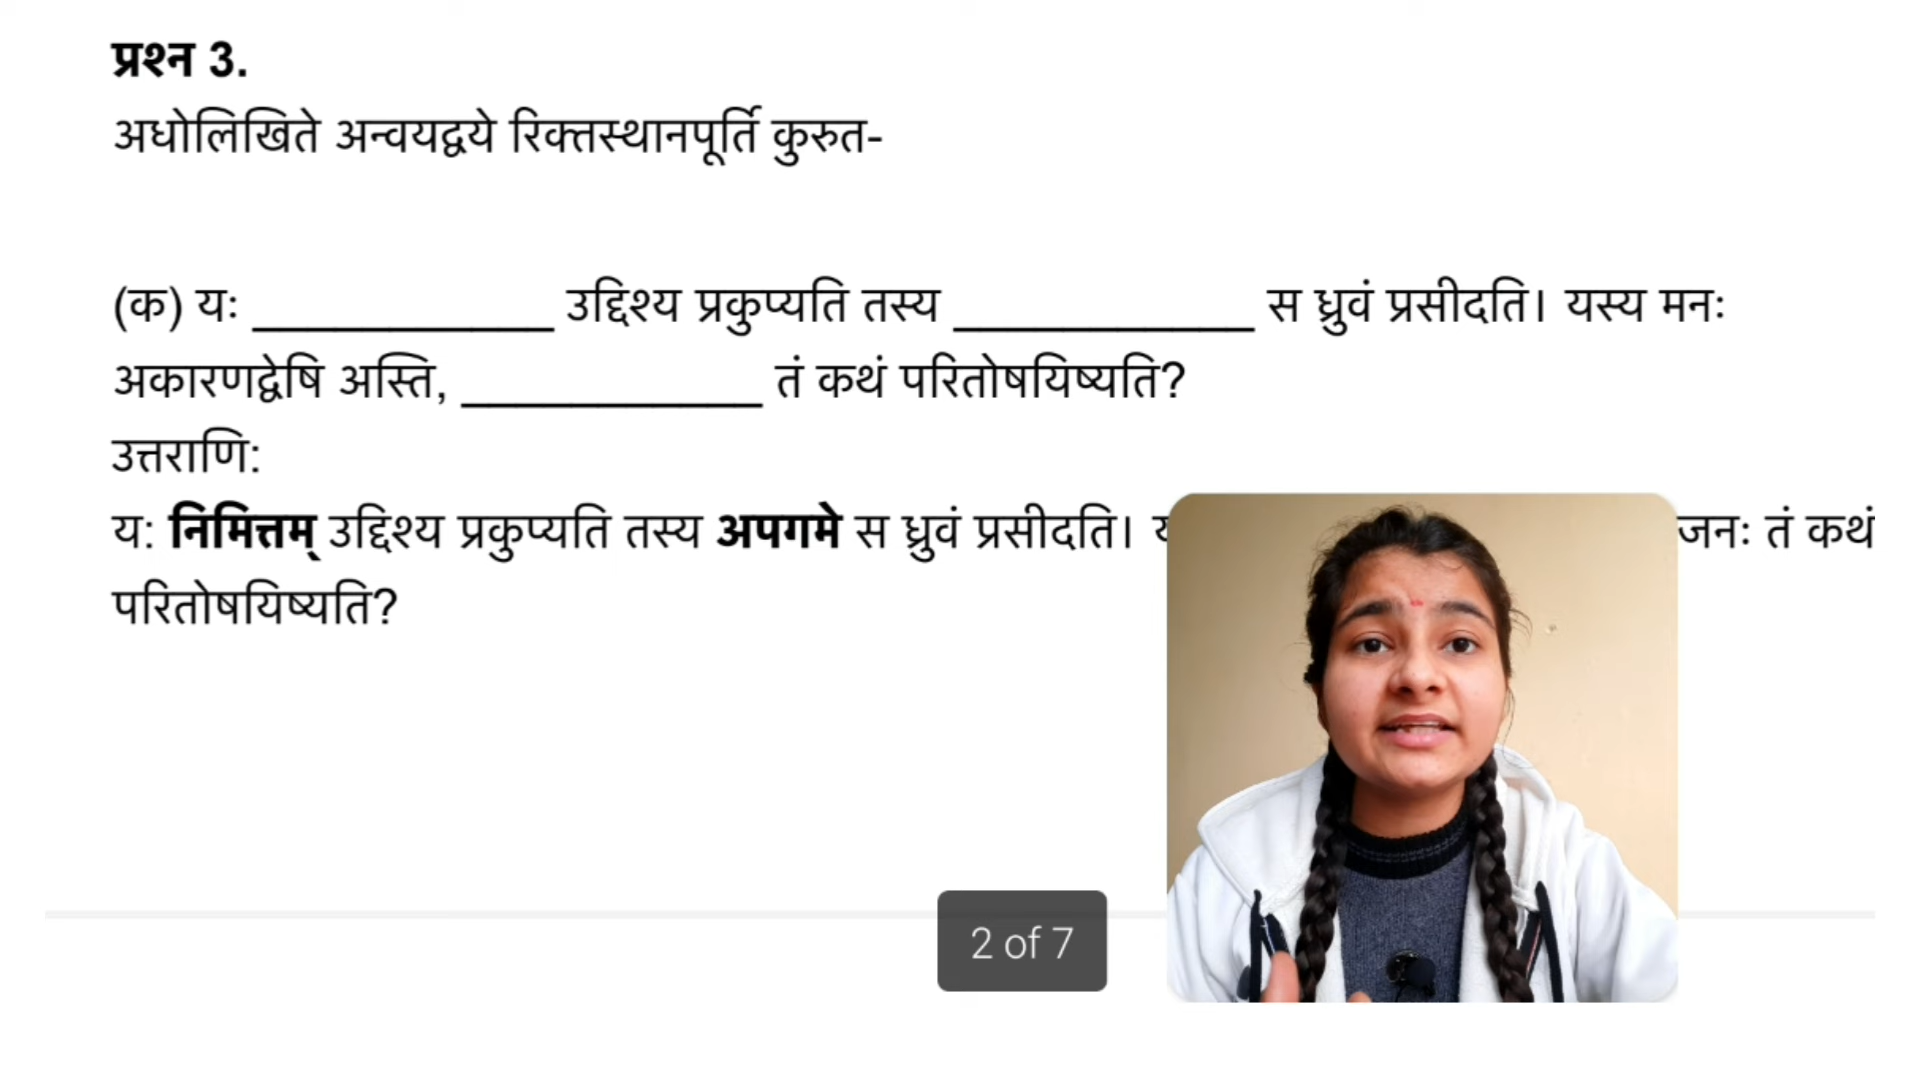 प्रश्न 3.
अधोलिखिते अन्वयद्वये रिक्तस्थानपूर्ति कुरुत-
(क) यः ____________ उद्दिश्य प्रकुप्यति तस्य ____________ स ध्रुवं प्रसीदति। यस्य मनः
अकारणद्वेषि अस्ति, ____________ तं कथं परितोषयिष्यति?
उत्तराणि:
य: निमित्तम् उद्दिश्य प्रकुप्यति तस्य अपगमे स ध्रुवं प्रसीदति। जनः तं कथं
परितोषयिष्यति?
2 of 7